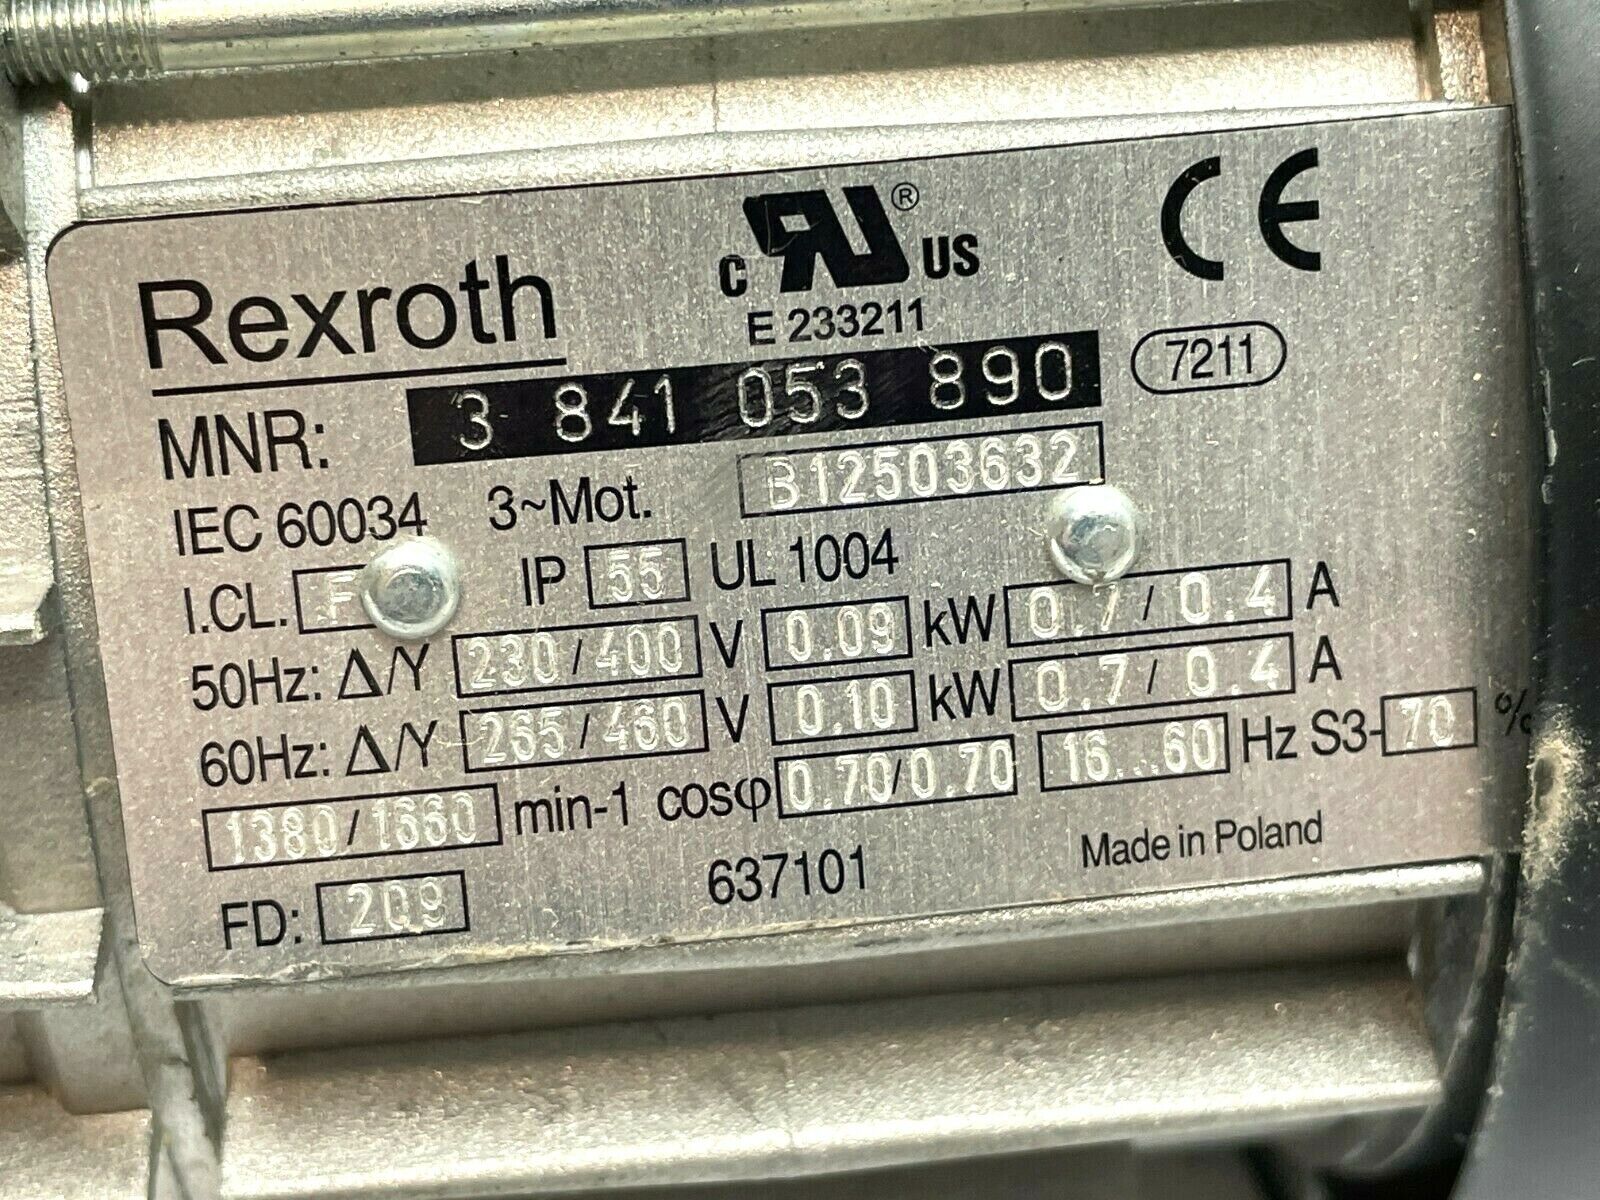 Rexroth
c RU® US
E 233211
CE
MNR: 3 841 053 890 7211
IEC 60034 3~Mot. B12503632
I.CL. F IP 55 UL 1004
50Hz: Δ/Y 230/400 V 0.09 kW 0.7/0.4 A
60Hz: Δ/Y 265/460 V 0.10 kW 0.7/0.4 A
1380/1660 min-1 cosφ 0.70/0.70 16...60 Hz S3-70 %
FD: 209 637101 Made in Poland